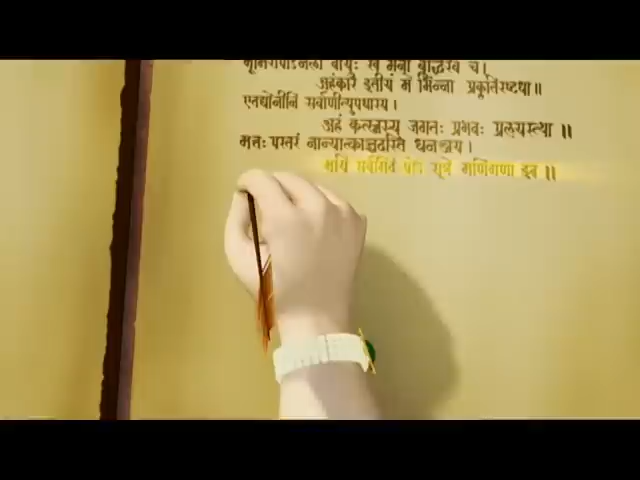 भूमिरापोऽनलो वायुः खं मनो बुद्धिरेव च।
अहंकार इतीयं मे भिन्ना प्रकृतिरष्टधा॥
एतद्योनीनि सर्वाणीत्युपधारय।
अहं कृत्स्नस्य जगतः प्रभवः प्रलयस्तथा॥
मत्तः परतरं नान्यत्किञ्चिदस्ति धनञ्जय।
मयि सर्वमिदं प्रोतं सूत्रे मणिगणा इव॥